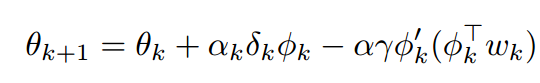 θ_{k+1} = θ_k + α_k δ_k φ_k − αγφ'_k(φ_k^⊤ w_k)